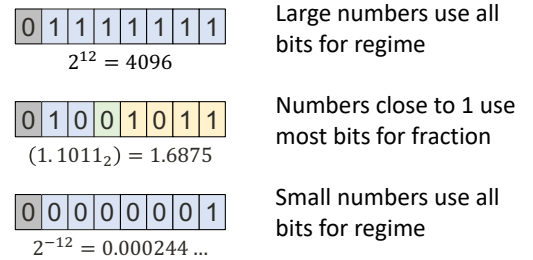 0 1 1 1 1 1 1 1
2^12 = 4096
Large numbers use all
bits for regime
0 1 0 0 1 0 1 1
(1.1011₂) = 1.6875
Numbers close to 1 use
most bits for fraction
0 0 0 0 0 0 0 1
2^−12 = 0.000244 ...
Small numbers use all
bits for regime